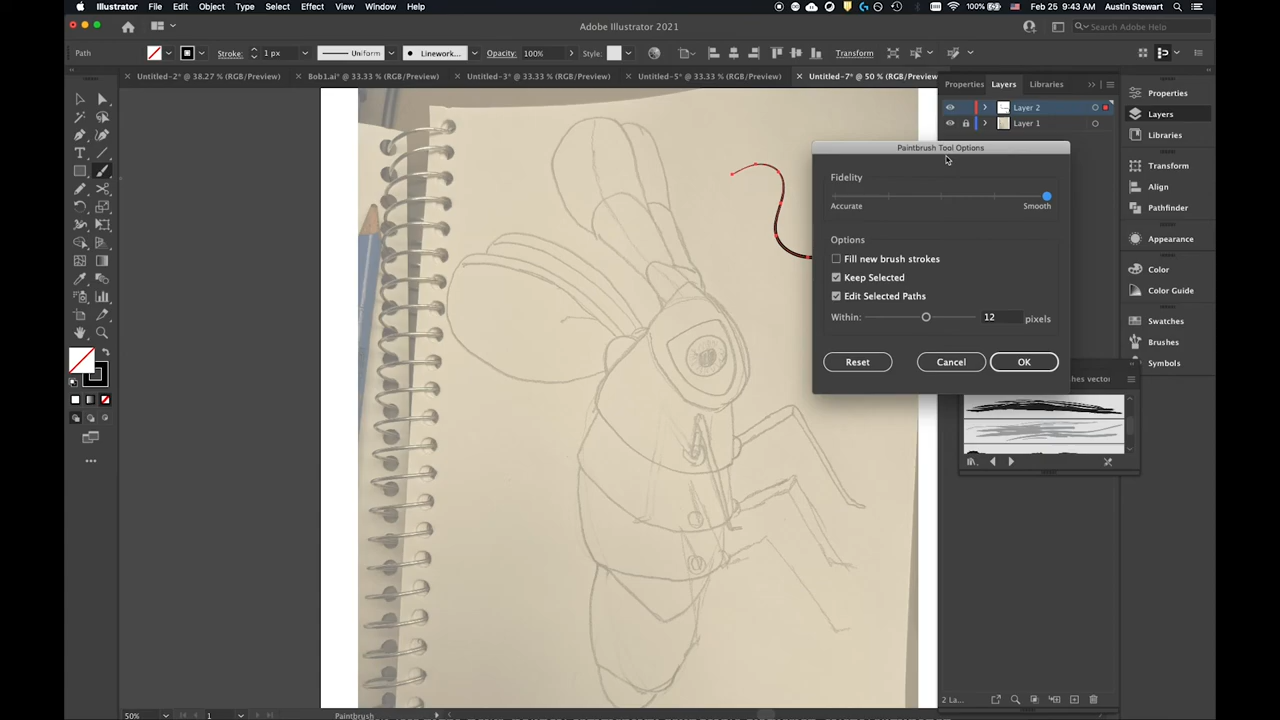 Illustrator File Edit Object Type Select Effect View Window Help 100% Fri Feb 25 9:43 AM Austin Stewart
Adobe Illustrator 2021 Search Adobe Help
Path Stroke: 1 px Uniform Linework... Opacity: 100% Style: Transform
Untitled-2* @ 38.27 % (RGB/Preview) Bob1.ai* @ 33.33 % (RGB/Preview) Untitled-3* @ 33.33 % (RGB/Preview) Untitled-5* @ 33.33 % (RGB/Preview) Untitled-7* @ 50 % (RGB/Preview)
Properties Layers Libraries
Layer 2
Layer 1
Paintbrush Tool Options
Fidelity
Accurate Smooth
Options
Fill new brush strokes
Keep Selected
Edit Selected Paths
Within: 12 pixels
Reset Cancel OK
hes vector
2 La...
Properties
Layers
Libraries
Transform
Align
Pathfinder
Appearance
Color
Color Guide
Swatches
Brushes
Symbols
50% 1 Paintbrush